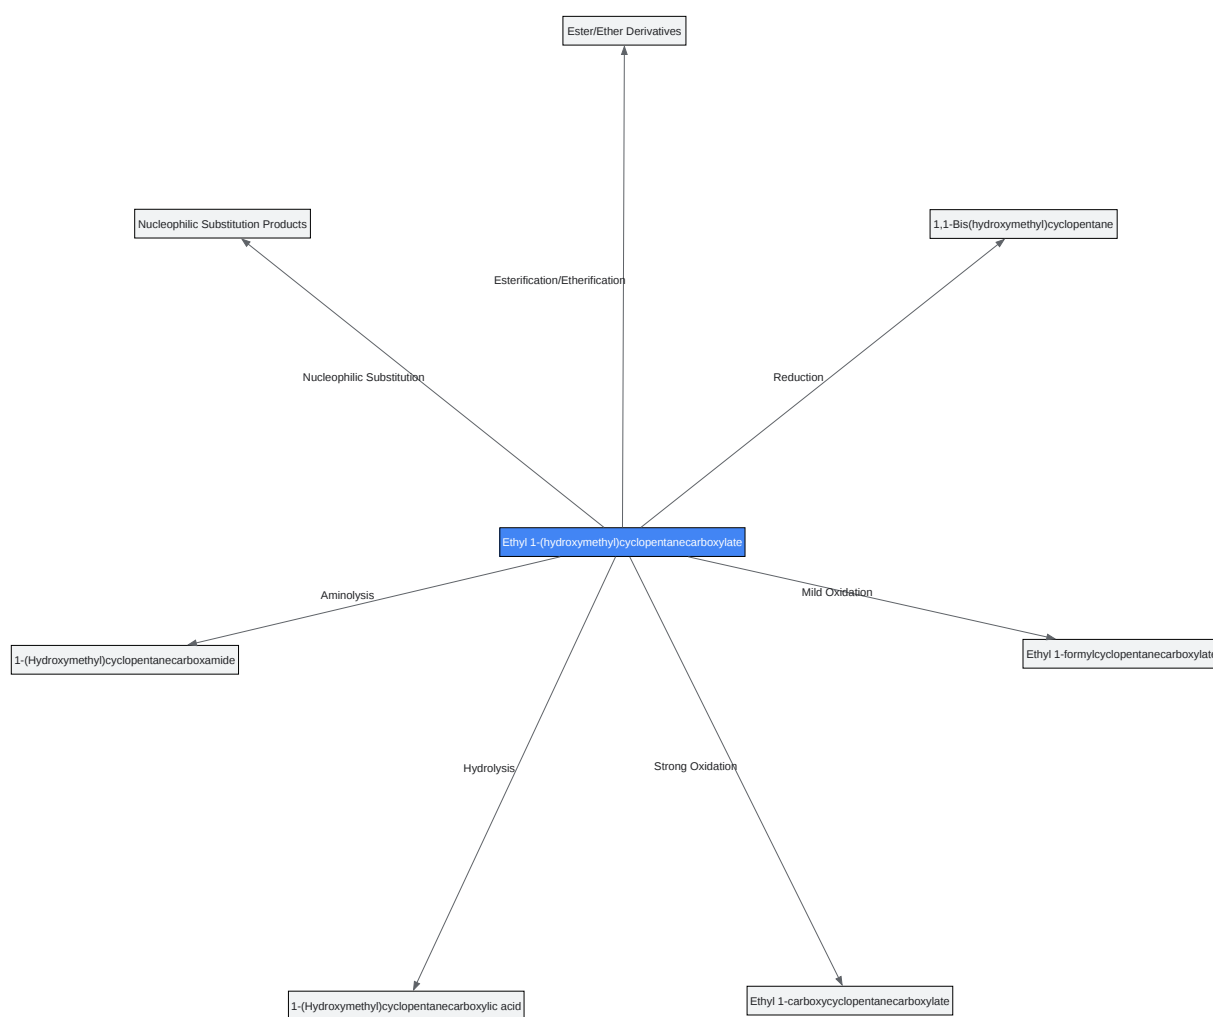 Ester/Ether Derivatives
Nucleophilic Substitution Products
1,1-Bis(hydroxymethyl)cyclopentane
Esterification/Etherification
Nucleophilic Substitution
Reduction
Ethyl 1-(hydroxymethyl)cyclopentanecarboxylate
Aminolysis
Mild Oxidation
1-(Hydroxymethyl)cyclopentanecarboxamide
Ethyl 1-formylcyclopentanecarboxylate
Hydrolysis
Strong Oxidation
1-(Hydroxymethyl)cyclopentanecarboxylic acid
Ethyl 1-carboxycyclopentanecarboxylate